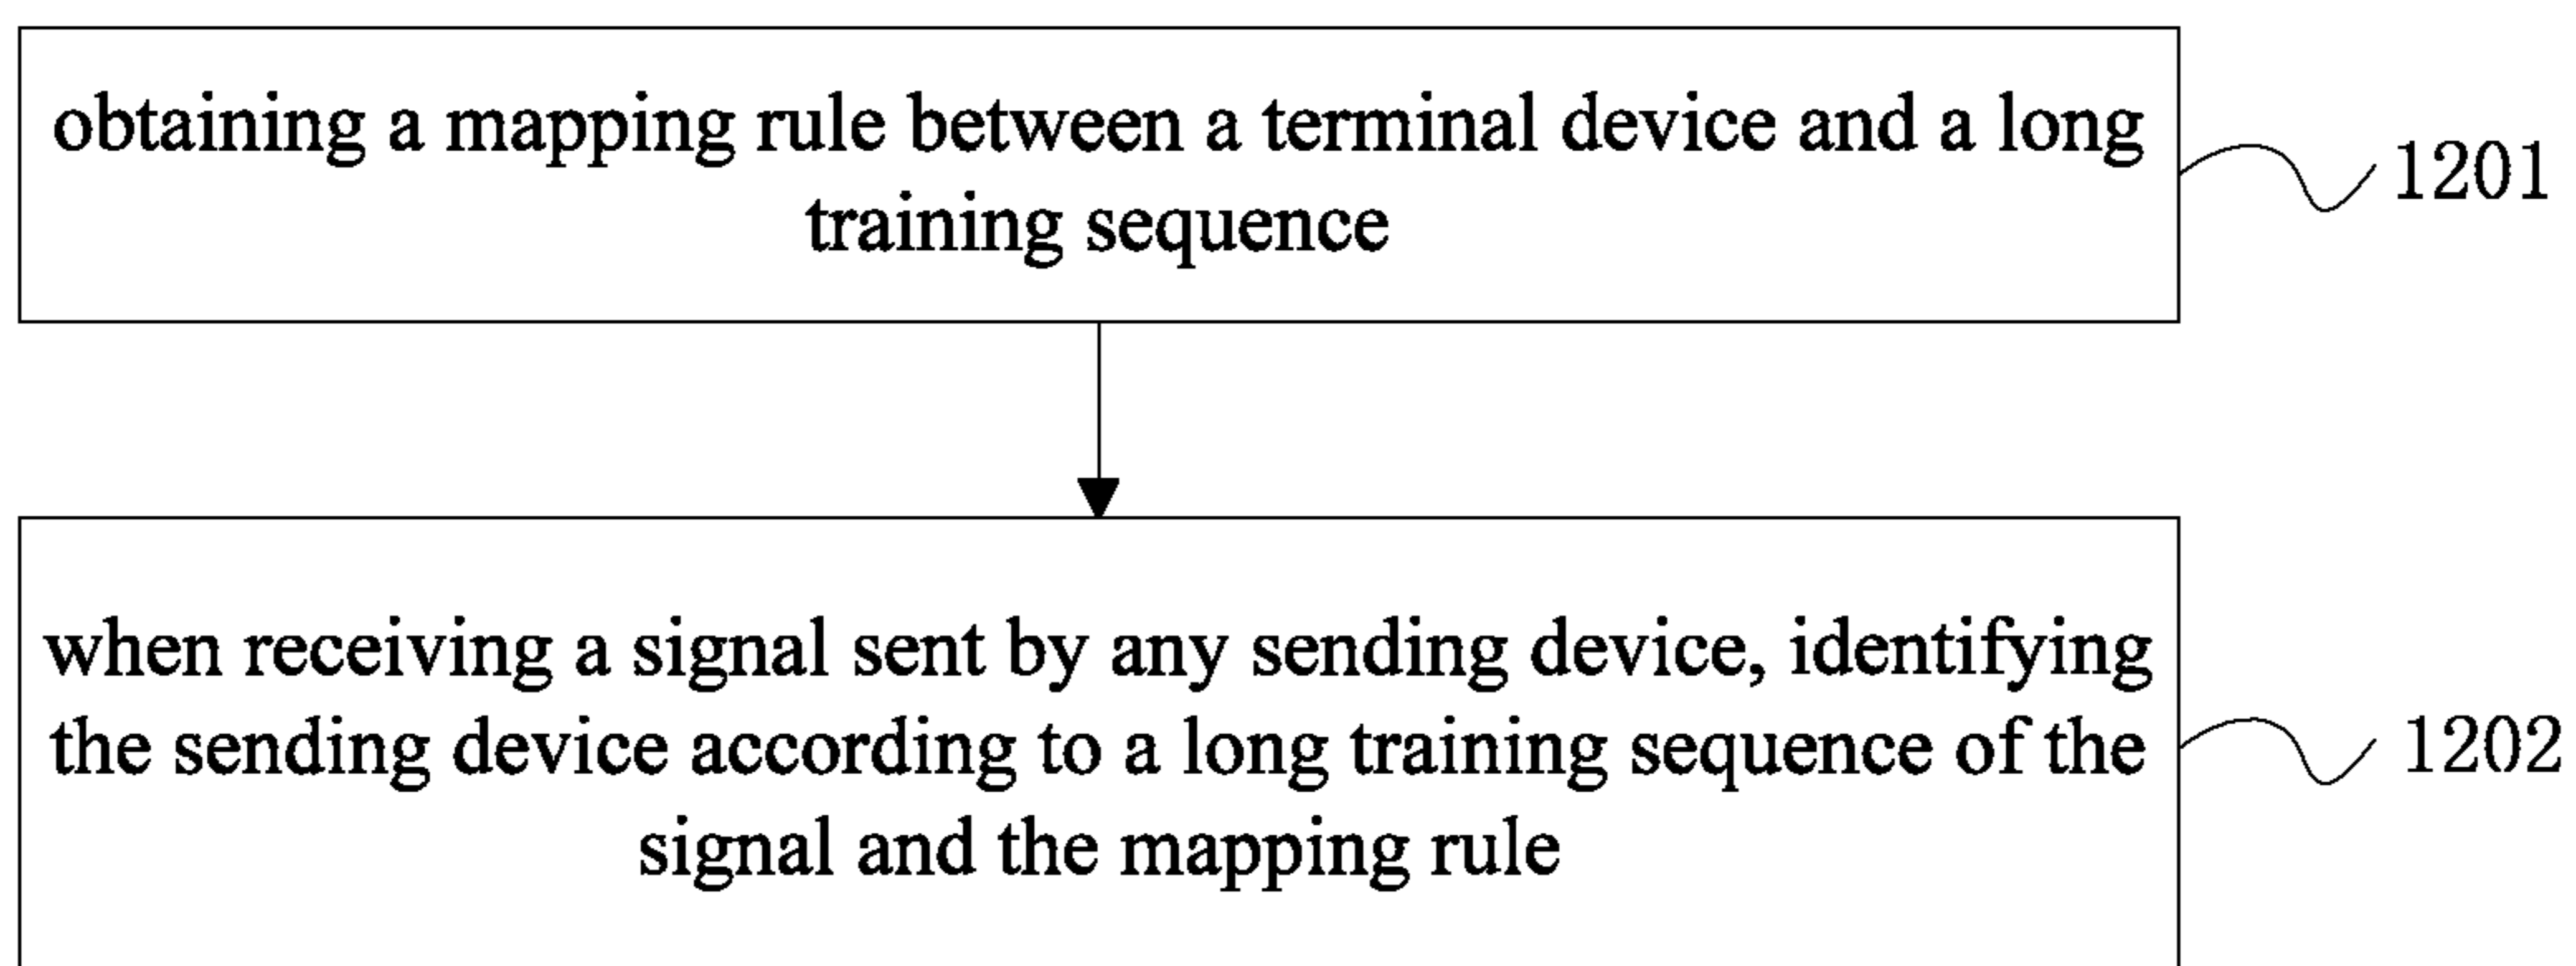 obtaining a mapping rule between a terminal device and a long
training sequence
1201
when receiving a signal sent by any sending device, identifying
the sending device according to a long training sequence of the
signal and the mapping rule
1202